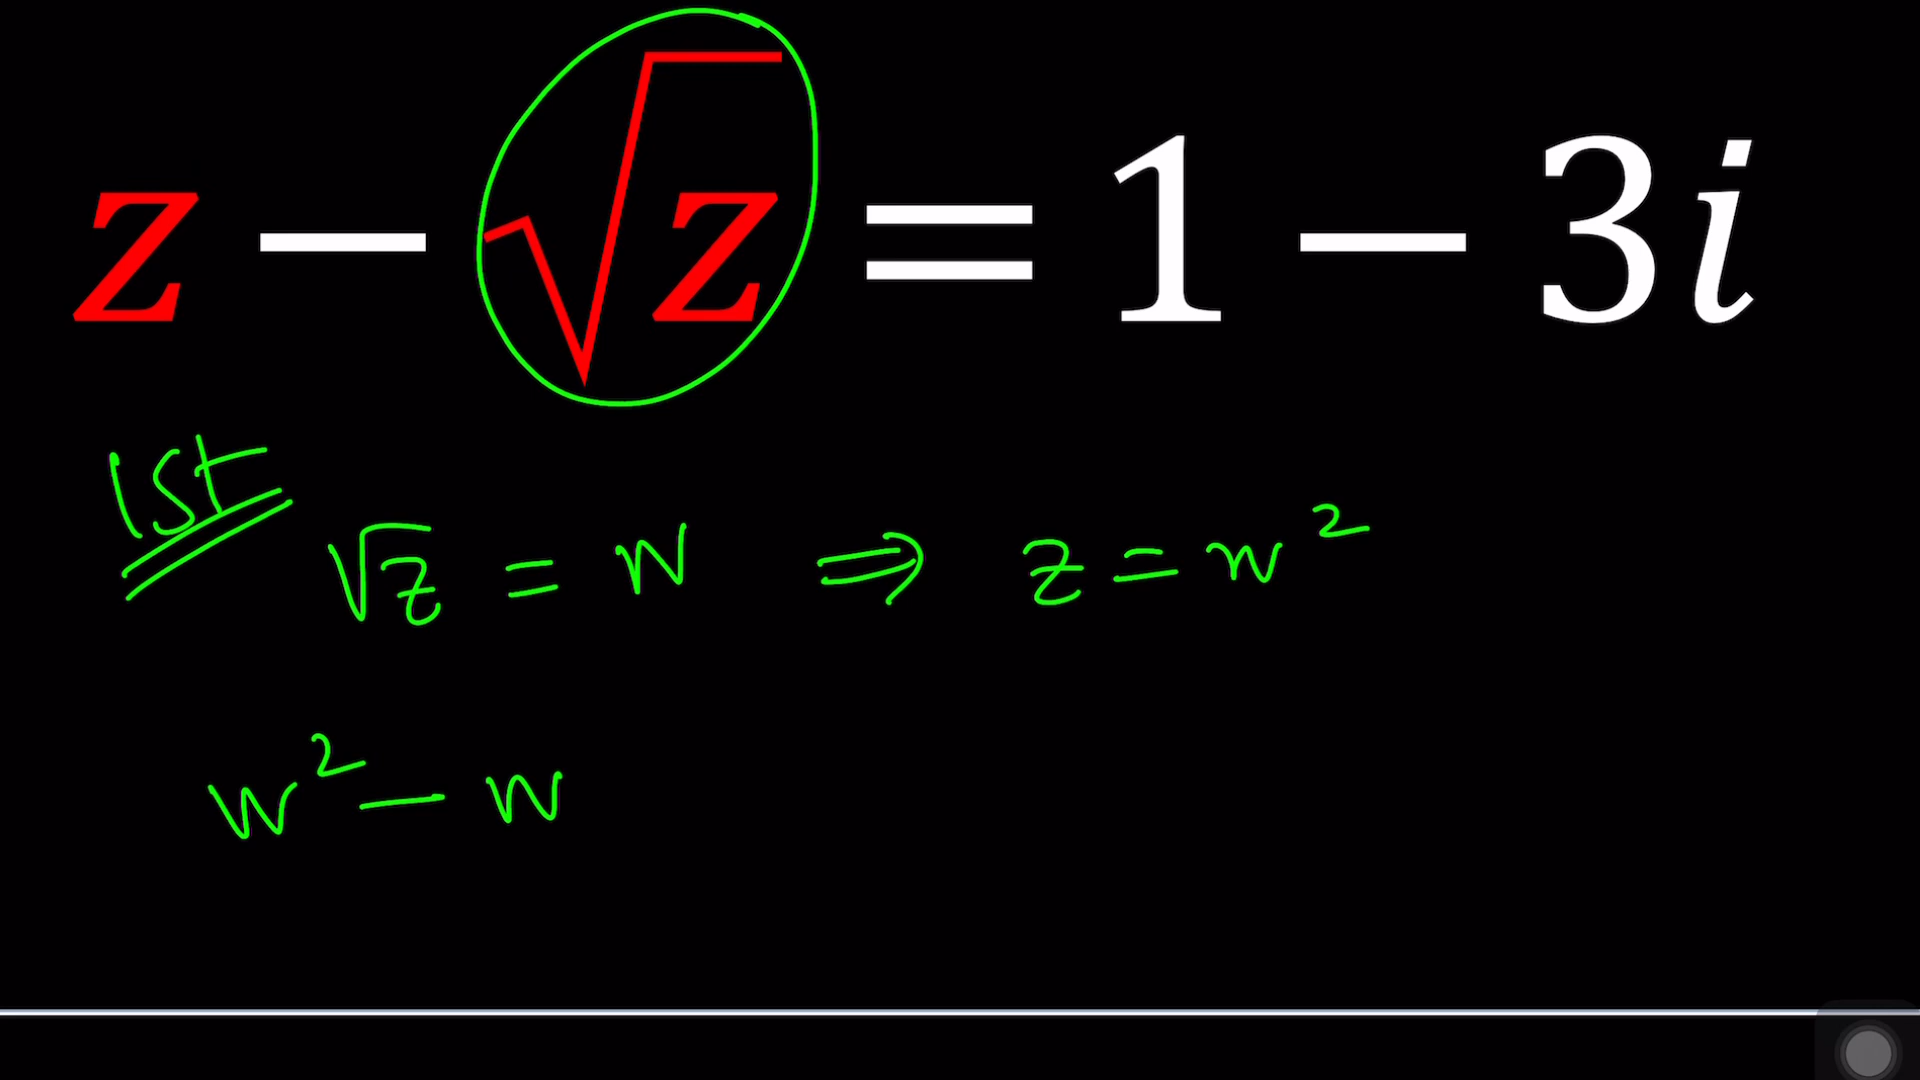 z − √z = 1 − 3i
1st
√z = w ⇒ z = w²
w² − w